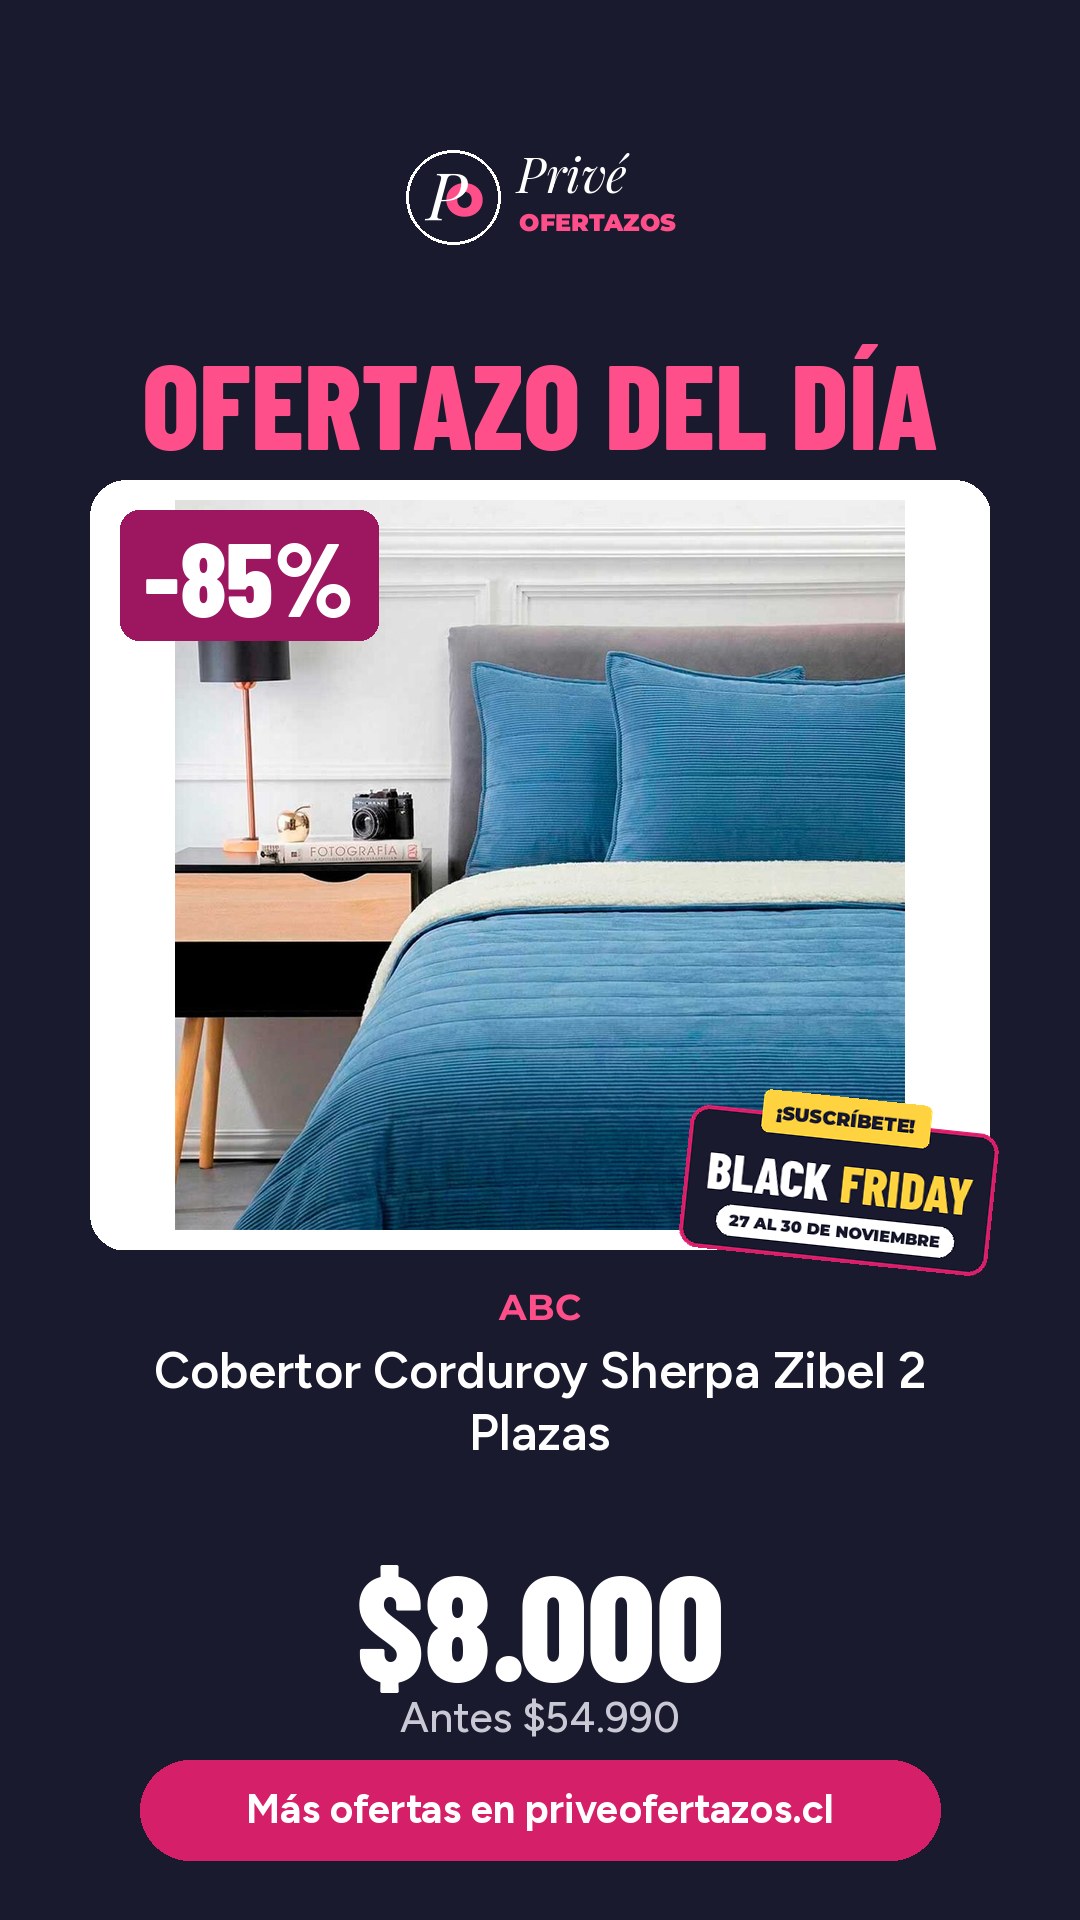 PO
Privé
OFERTAZOS
OFERTAZO DEL DÍA
-85%
FOTOGRAFÍA
¡SUSCRÍBETE!
BLACK FRIDAY
27 AL 30 DE NOVIEMBRE
ABC
Cobertor Corduroy Sherpa Zibel 2
Plazas
$8.000
Antes $54.990
Más ofertas en priveofertazos.cl